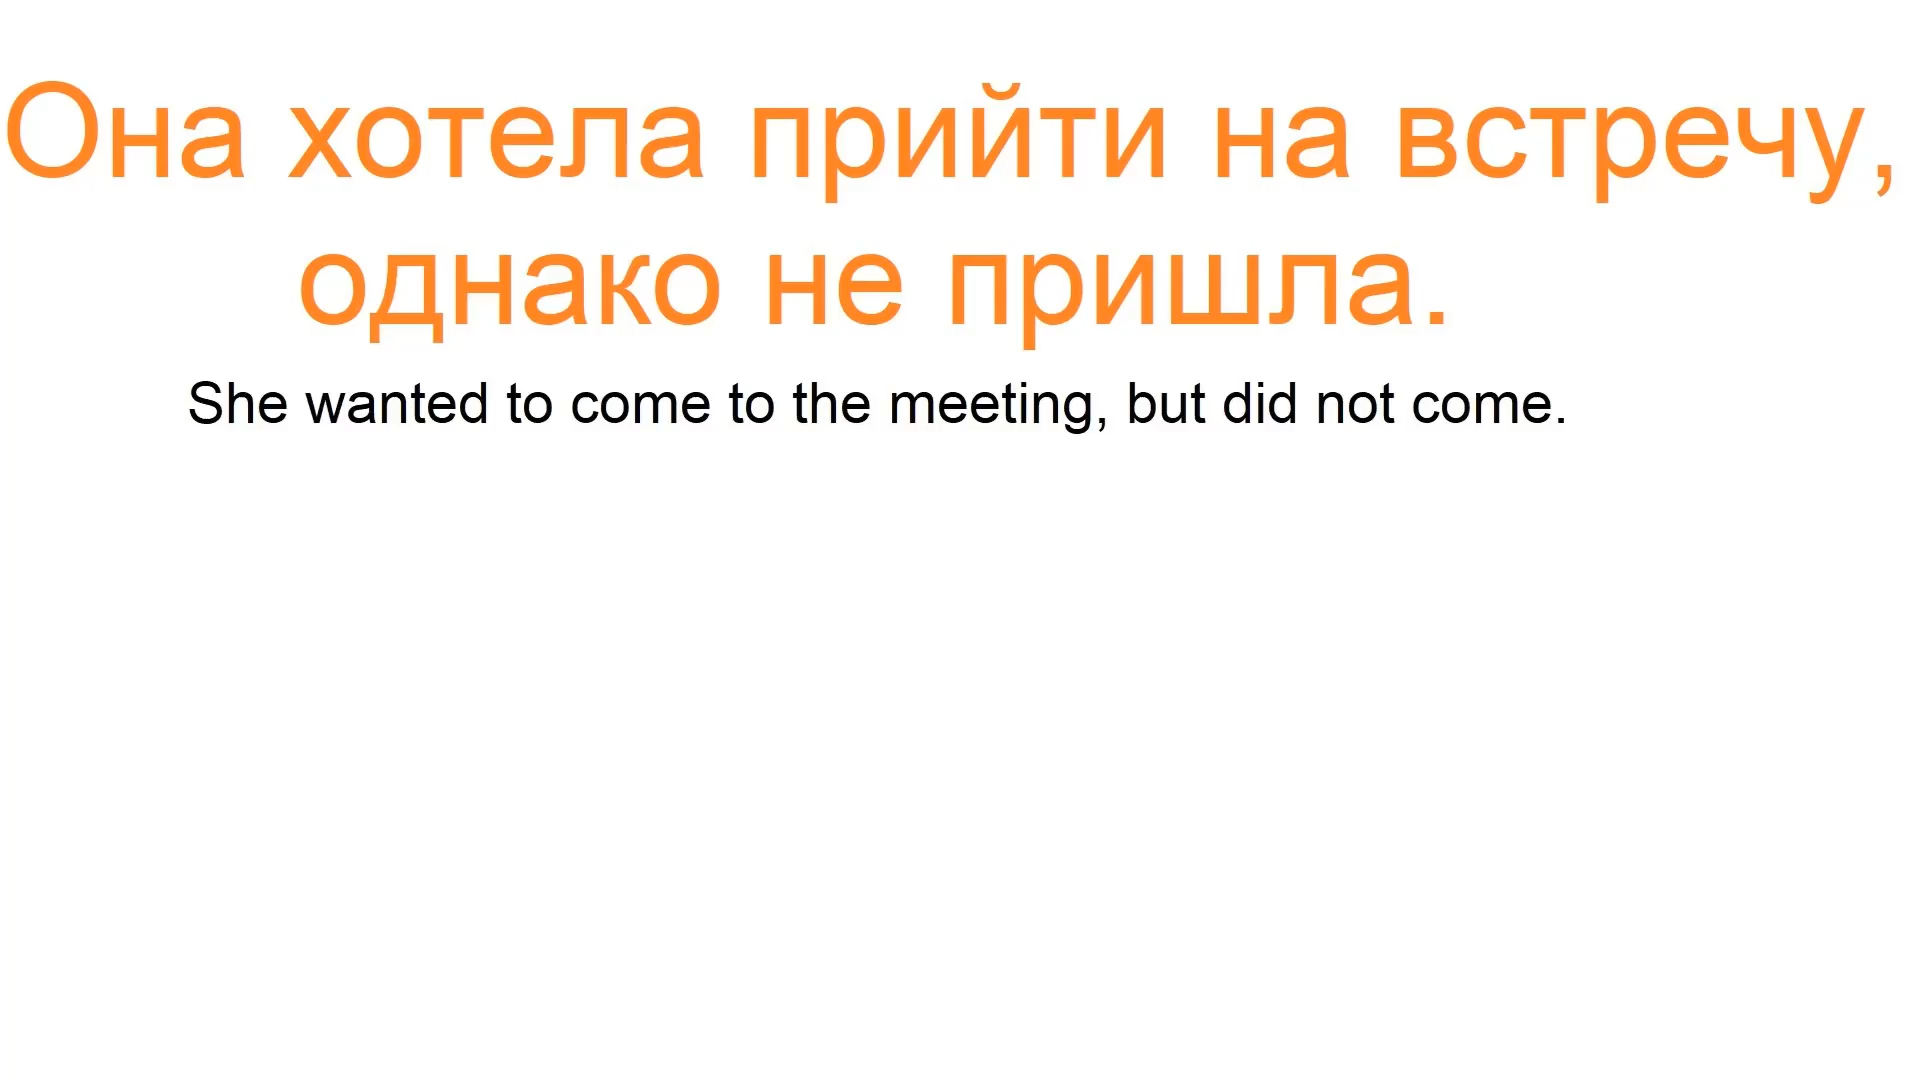 Она хотела прийти на встречу,
однако не пришла.
She wanted to come to the meeting, but did not come.